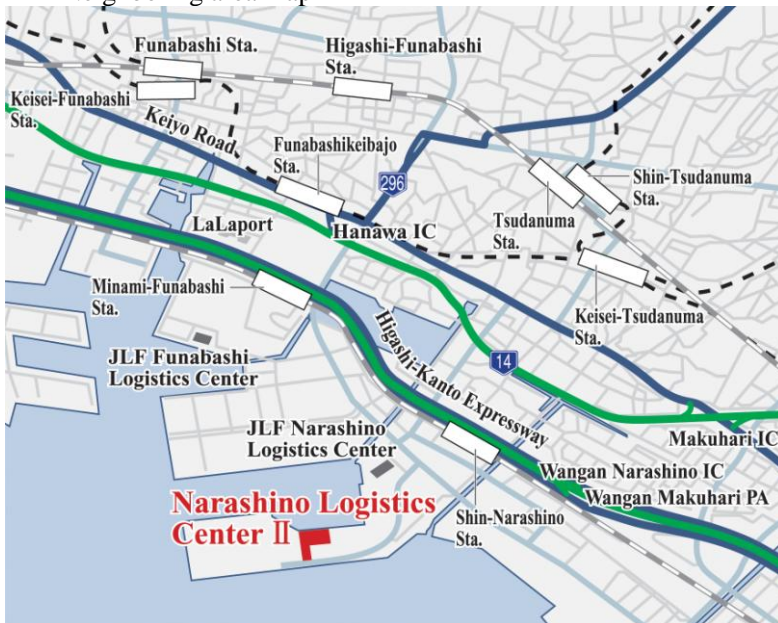 Funabashi Sta.
Higashi-Funabashi
Sta.
Keisei-Funabashi
Sta.
Keiyo Road
Funabashikeibajo
Sta.
296
Shin-Tsudanuma
Sta.
Tsudanuma
Sta.
LaLaport
Hanawa IC
Minami-Funabashi
Sta.
Keisei-Tsudanuma
Sta.
Higashi-Kanto Expressway
14
JLF Funabashi
Logistics Center
JLF Narashino
Logistics Center
Makuhari IC
Wangan Narashino IC
Wangan Makuhari PA
Narashino Logistics
Center II
Shin-Narashino
Sta.